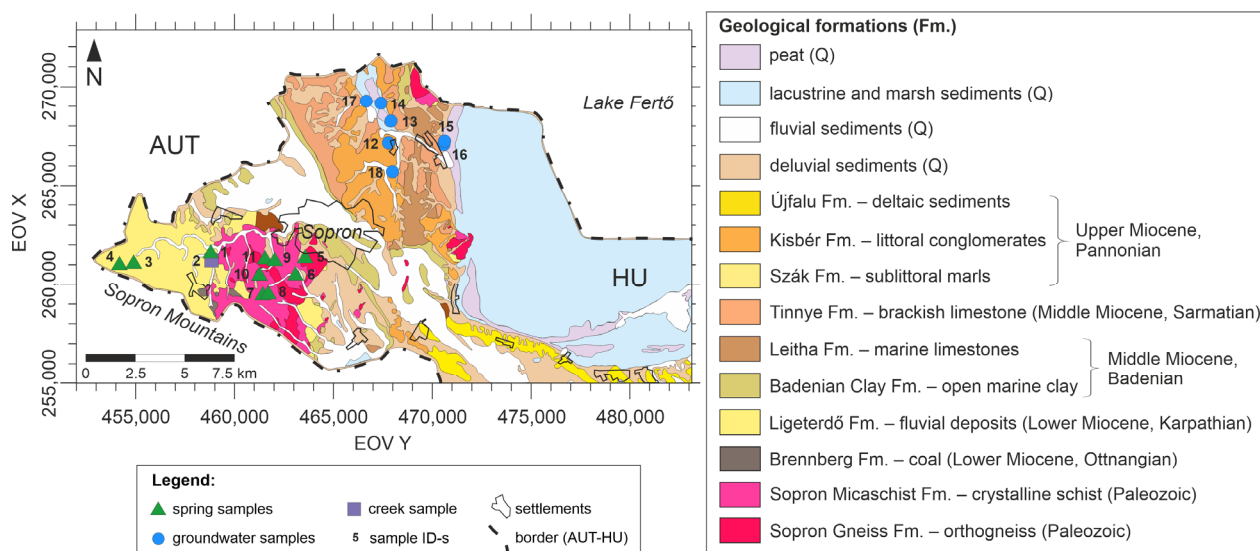 N
AUT
Lake Fertő
HU
Sopron
Sopron Mountains
17
14
13
15
12
16
18
4
3
2
1
11
9
5
10
6
7
8
270,000
265,000
260,000
255,000
EOV X
0 2.5 5 7.5 km
455,000 460,000 465,000 470,000 475,000 480,000
EOV Y
Legend:
spring samples
creek sample
settlements
groundwater samples
5 sample ID-s
border (AUT-HU)
Geological formations (Fm.)
peat (Q)
lacustrine and marsh sediments (Q)
fluvial sediments (Q)
deluvial sediments (Q)
Újfalu Fm. – deltaic sediments
Kisbér Fm. – littoral conglomerates
Szák Fm. – sublittoral marls
Upper Miocene,
Pannonian
Tinnye Fm. – brackish limestone (Middle Miocene, Sarmatian)
Leitha Fm. – marine limestones
Badenian Clay Fm. – open marine clay
Middle Miocene,
Badenian
Ligeterdő Fm. – fluvial deposits (Lower Miocene, Karpathian)
Brennberg Fm. – coal (Lower Miocene, Ottnangian)
Sopron Micaschist Fm. – crystalline schist (Paleozoic)
Sopron Gneiss Fm. – orthogneiss (Paleozoic)